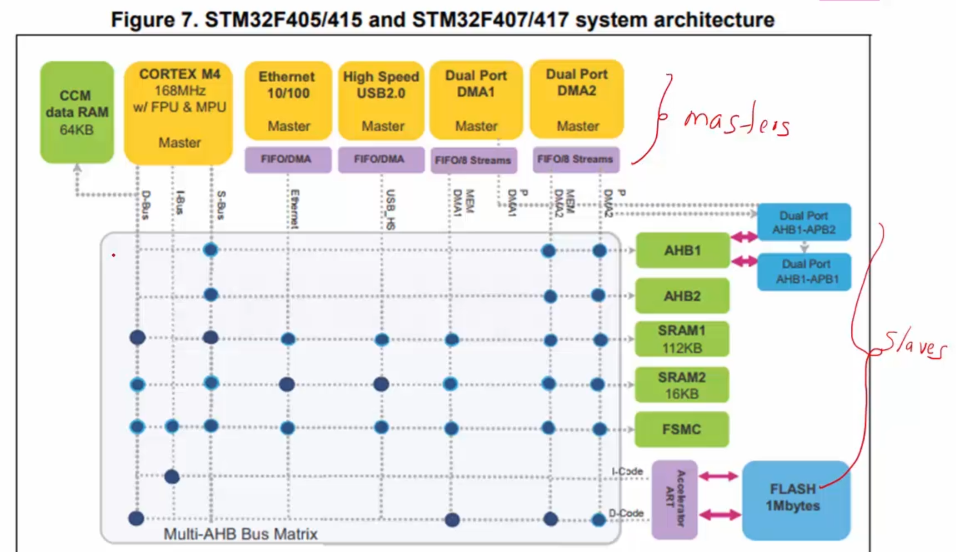 Figure 7. STM32F405/415 and STM32F407/417 system architecture
CCM
data RAM
64KB
CORTEX M4
168MHz
w/ FPU & MPU
Master
Ethernet
10/100
Master
High Speed
USB2.0
Master
Dual Port
DMA1
Master
Dual Port
DMA2
Master
masters
FIFO/DMA
FIFO/DMA
FIFO/8 Streams
FIFO/8 Streams
D-Bus
I-Bus
S-Bus
Ethernet
USB_HS
MEM
DMA1
P
DMA1
MEM
DMA2
P
DMA2
Dual Port
AHB1-APB2
Dual Port
AHB1-APB1
AHB1
AHB2
SRAM1
112KB
SRAM2
16KB
FSMC
slaves
I-Code
D-Code
Accelerator
ART
FLASH
1Mbytes
Multi-AHB Bus Matrix